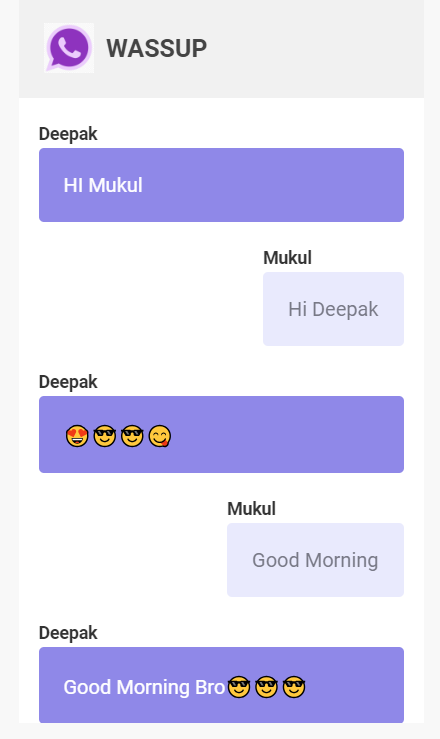 WASSUP
Deepak
HI Mukul
Mukul
Hi Deepak
Deepak
😍😎😎😋
Mukul
Good Morning
Deepak
Good Morning Bro😎😎😎